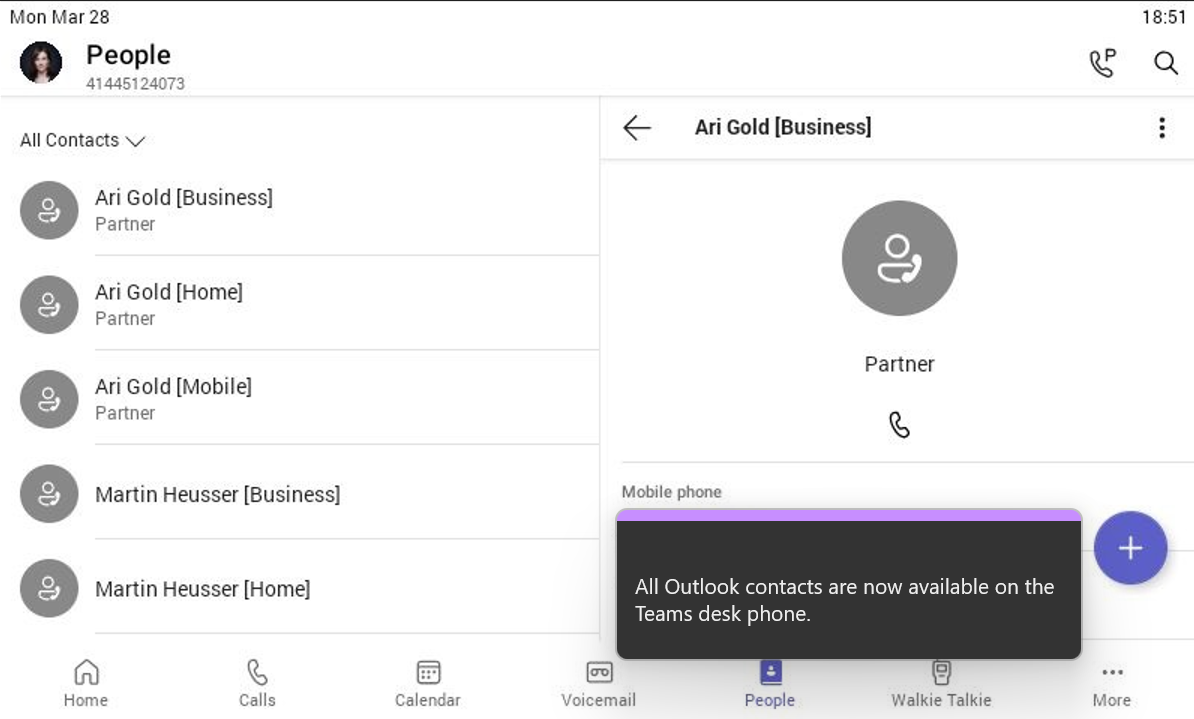 Mon Mar 28
18:51
People
41445124073
All Contacts
Ari Gold [Business]
Partner
Ari Gold [Home]
Partner
Ari Gold [Mobile]
Partner
Martin Heusser [Business]
Martin Heusser [Home]
Ari Gold [Business]
Partner
Mobile phone
All Outlook contacts are now available on the
Teams desk phone.
Home
Calls
Calendar
Voicemail
People
Walkie Talkie
More